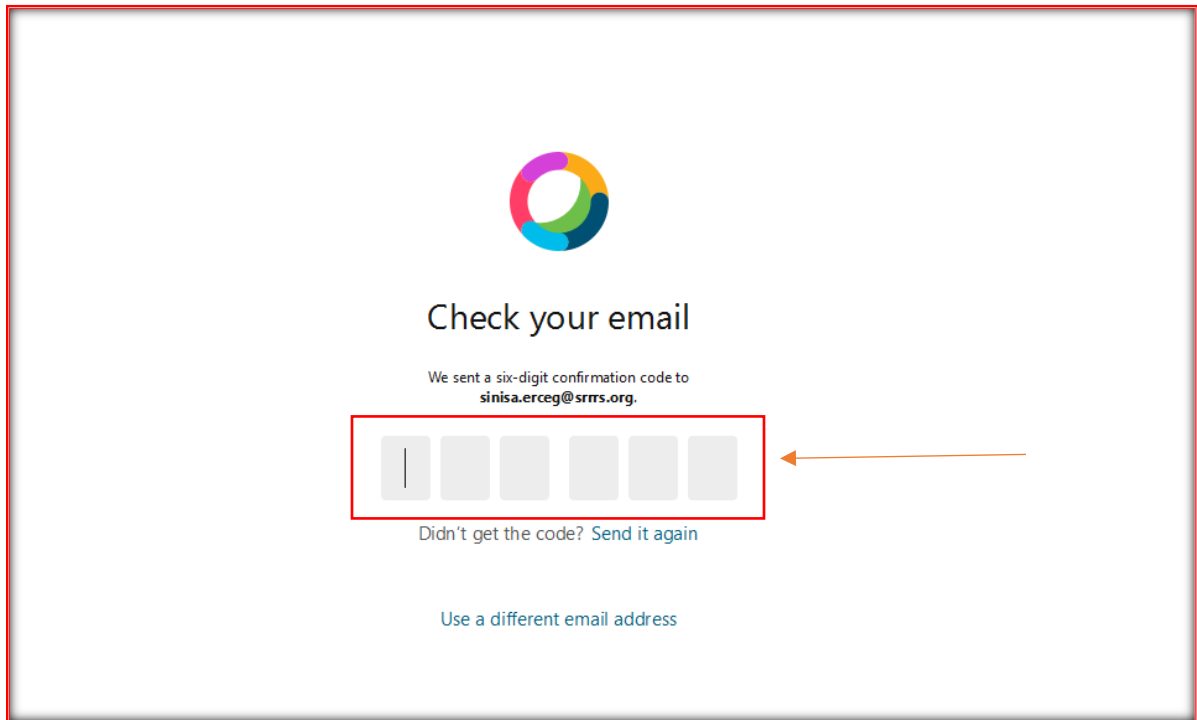 Check your email
We sent a six-digit confirmation code to
sinisa.erceg@srrrs.org.
Didn't get the code? Send it again
Use a different email address